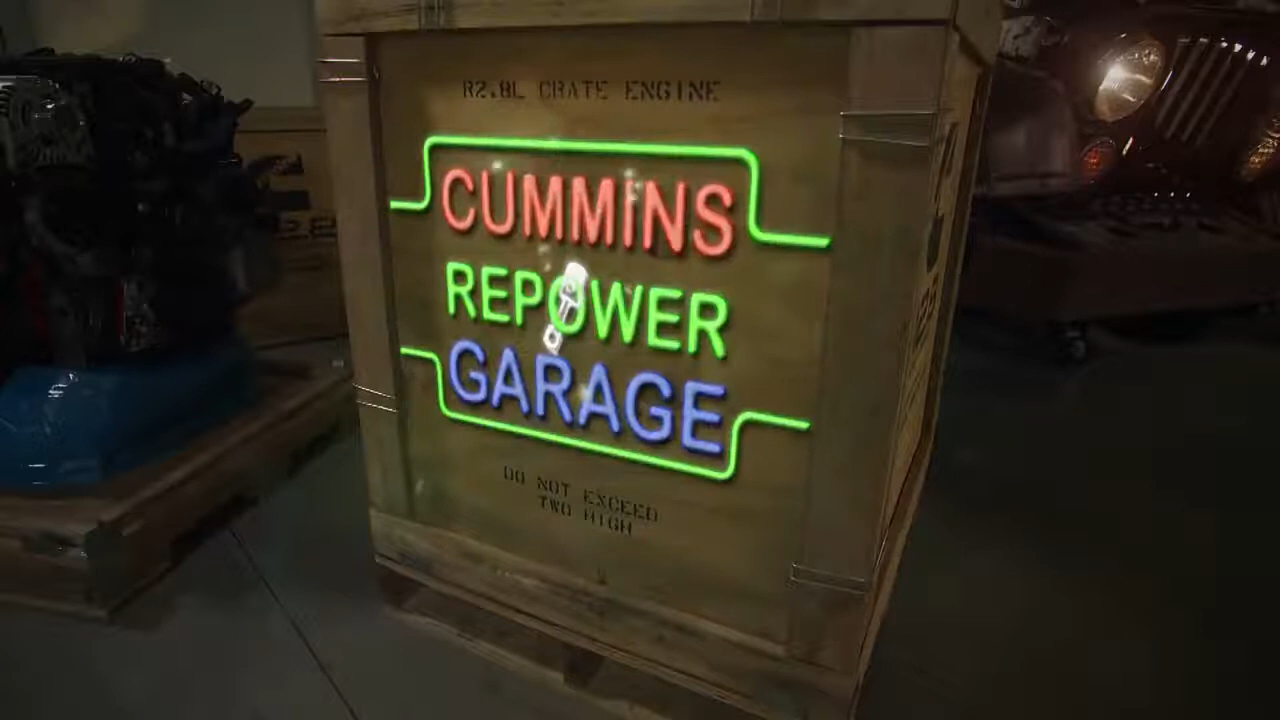 R2.8L CRATE ENGINE
CUMMINS
REPOWER
GARAGE
DO NOT EXCEED
TWO HIGH